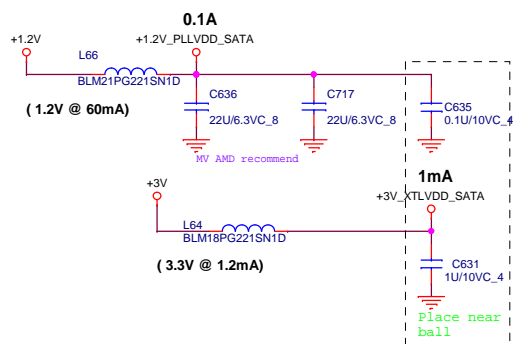 0.1A
+1.2V
+1.2V_PLLVDD_SATA
L66
BLM21PG221SN1D
( 1.2V @ 60mA)
C636
22U/6.3VC_8
C717
22U/6.3VC_8
C635
0.1U/10VC_4
MV AMD recommend
1mA
+3V
+3V_XTLVDD_SATA
L64
BLM18PG221SN1D
( 3.3V @ 1.2mA)
C631
1U/10VC_4
Place near
ball